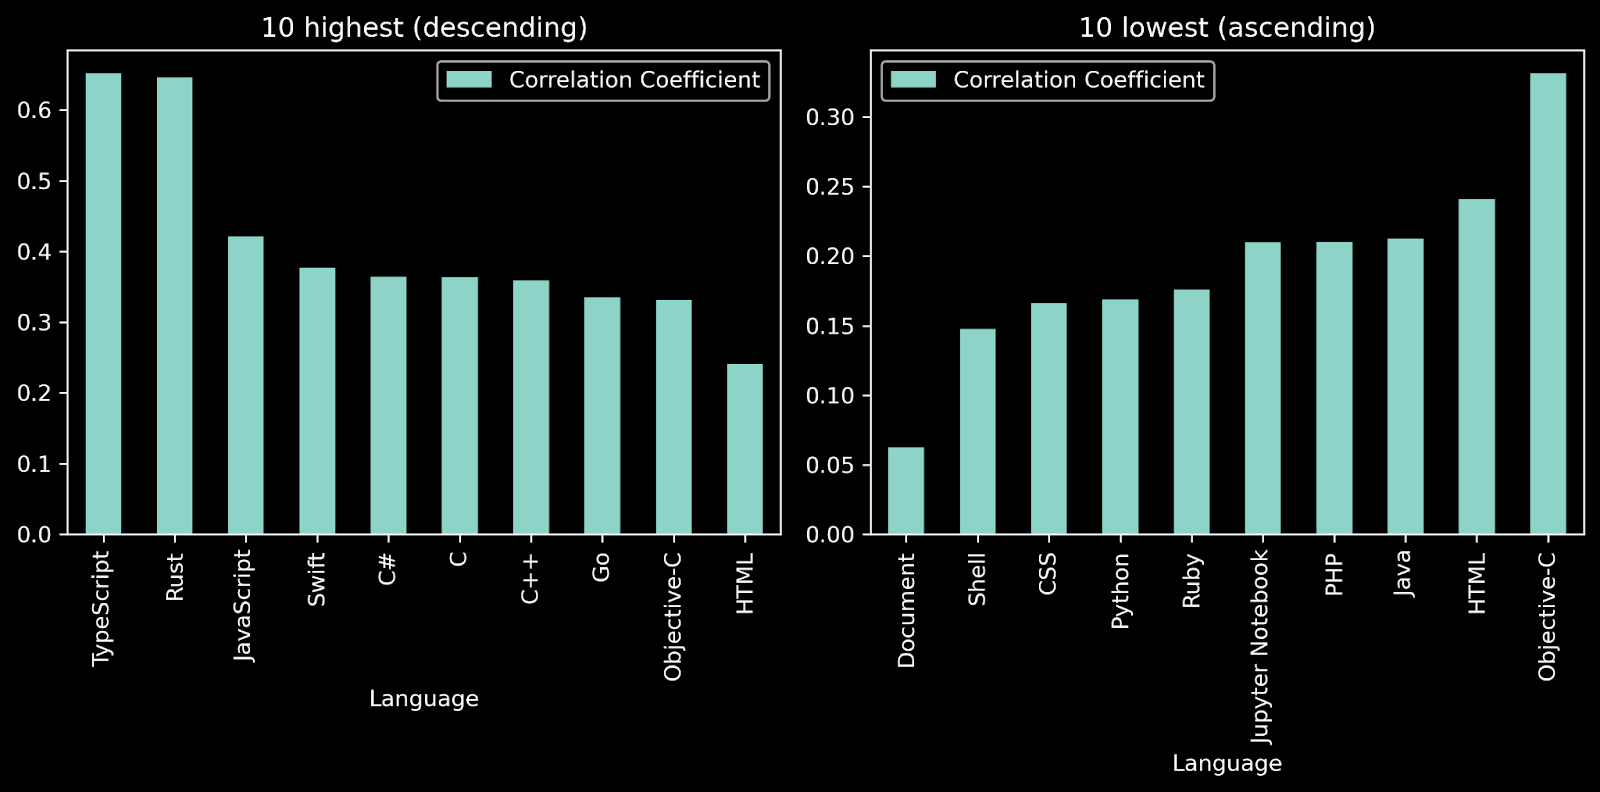 10 highest (descending)
Correlation Coefficient
0.6
0.5
0.4
0.3
0.2
0.1
0.0
TypeScript
Rust
JavaScript
Swift
C#
C
C++
Go
Objective-C
HTML
Language
10 lowest (ascending)
Correlation Coefficient
0.30
0.25
0.20
0.15
0.10
0.05
0.00
Document
Shell
CSS
Python
Ruby
Jupyter Notebook
PHP
Java
HTML
Objective-C
Language